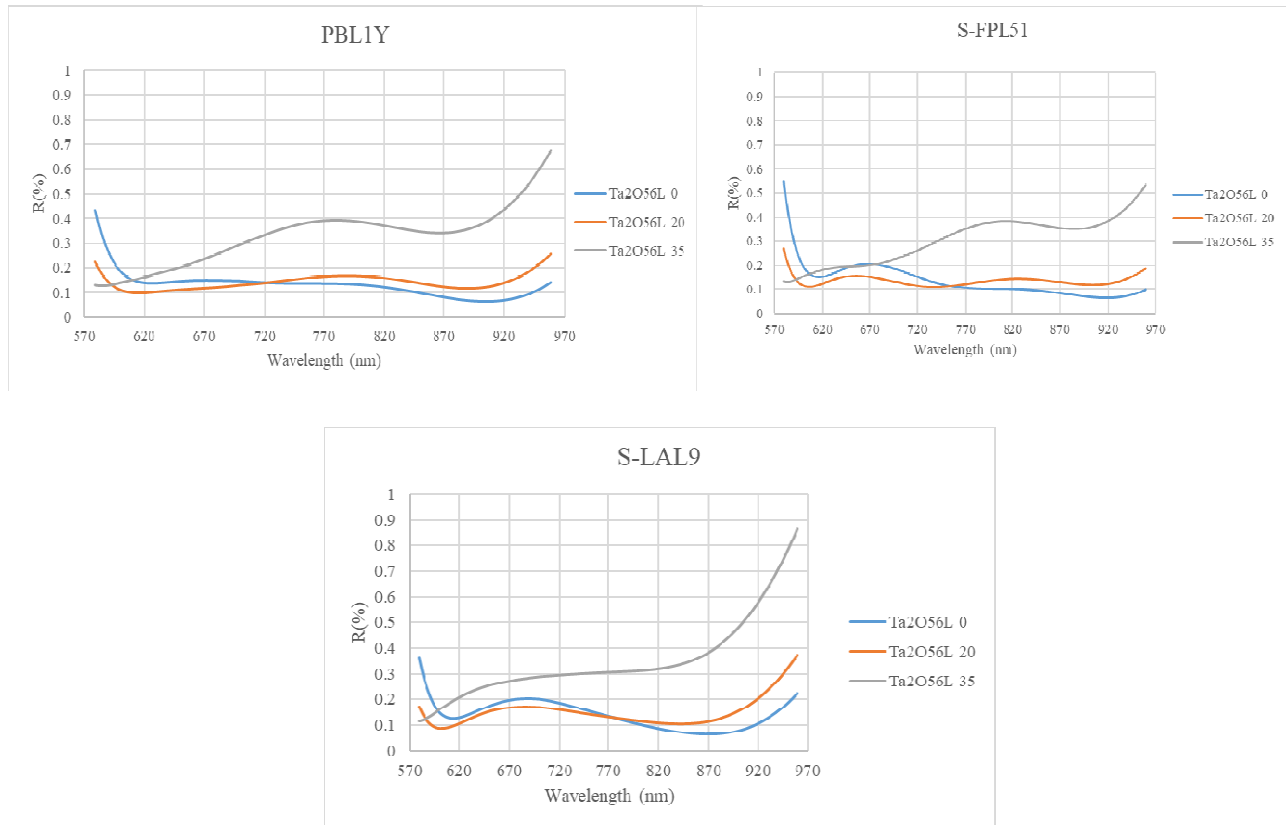 PBL1Y
1
0.9
0.8
0.7
0.6
0.5
0.4
0.3
0.2
0.1
0
R(%)
570 620 670 720 770 820 870 920 970
Wavelength (nm)
Ta2O56L 0
Ta2O56L 20
Ta2O56L 35
S-FPL51
1
0.9
0.8
0.7
0.6
0.5
0.4
0.3
0.2
0.1
0
R(%)
570 620 670 720 770 820 870 920 970
Wavelength (nm)
Ta2O56L 0
Ta2O56L 20
Ta2O56L 35
S-LAL9
1
0.9
0.8
0.7
0.6
0.5
0.4
0.3
0.2
0.1
0
R(%)
570 620 670 720 770 820 870 920 970
Wavelength (nm)
Ta2O56L 0
Ta2O56L 20
Ta2O56L 35